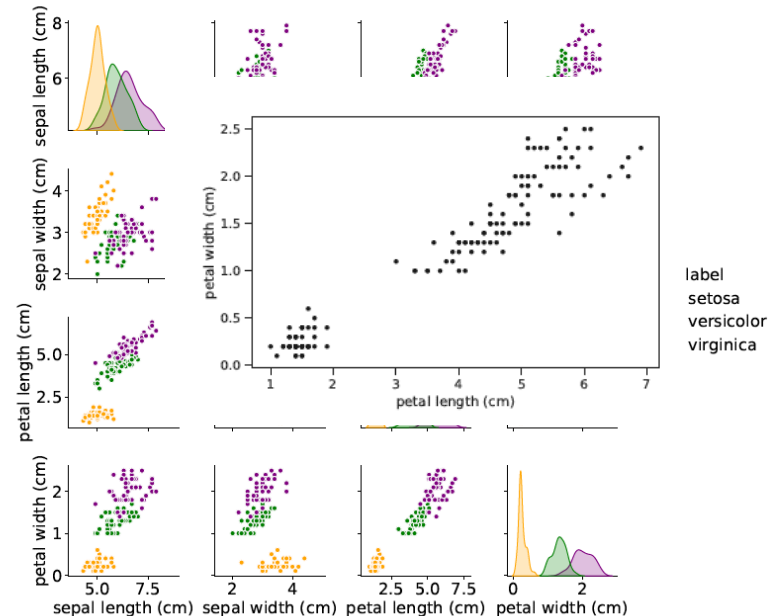 8
6
sepal length (cm)
4
3
2
sepal width (cm)
2.5
2.0
1.5
1.0
0.5
0.0
petal width (cm)
1 2 3 4 5 6 7
petal length (cm)
label
setosa
versicolor
virginica
5.0
2.5
petal length (cm)
2
1
0
petal width (cm)
5.0 7.5 2 4 2.5 5.0 7.5 0 2
sepal length (cm) sepal width (cm) petal length (cm) petal width (cm)